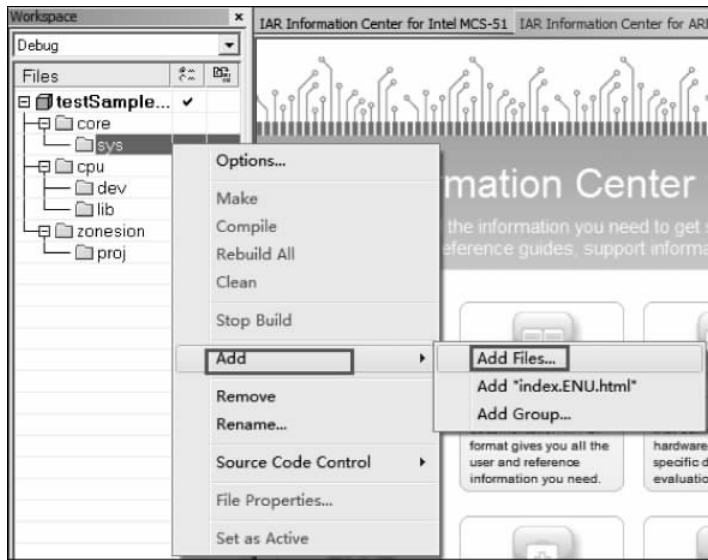 Workspace
IAR Information Center for Intel MCS-51 IAR Information Center for AR
Debug
Files
testSample...
core
sys
cpu
dev
lib
zonesion
proj
Options...
Make
Compile
Rebuild All
Clean
Stop Build
Add
Remove
Rename...
Source Code Control
File Properties...
Set as Active
Add Files...
Add "index.ENU.html"
Add Group...
rmation Center
the information you need to get s
eference guides, support informa
format gives you all the
user and reference
information you need.
hardware
specific d
evaluatio